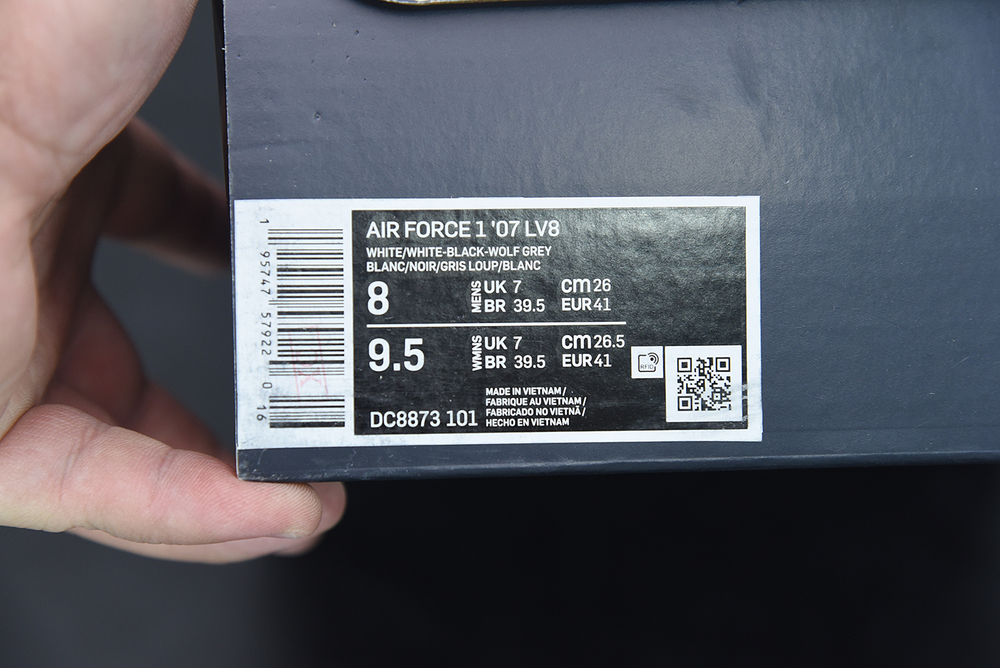 AIR FORCE 1 '07 LV8
WHITE/WHITE-BLACK-WOLF GREY
BLANC/NOIR/GRIS LOUP/BLANC
8 MENS UK 7 cm 26
BR 39.5 EUR 41
9.5 WMNS UK 7 cm 26.5
BR 39.5 EUR 41
RFID
MADE IN VIETNAM /
FABRIQUE AU VIETNAM /
FABRICADO NO VIETNÃ /
HECHO EN VIETNAM
DC8873 101
1 95747 57922 0 16